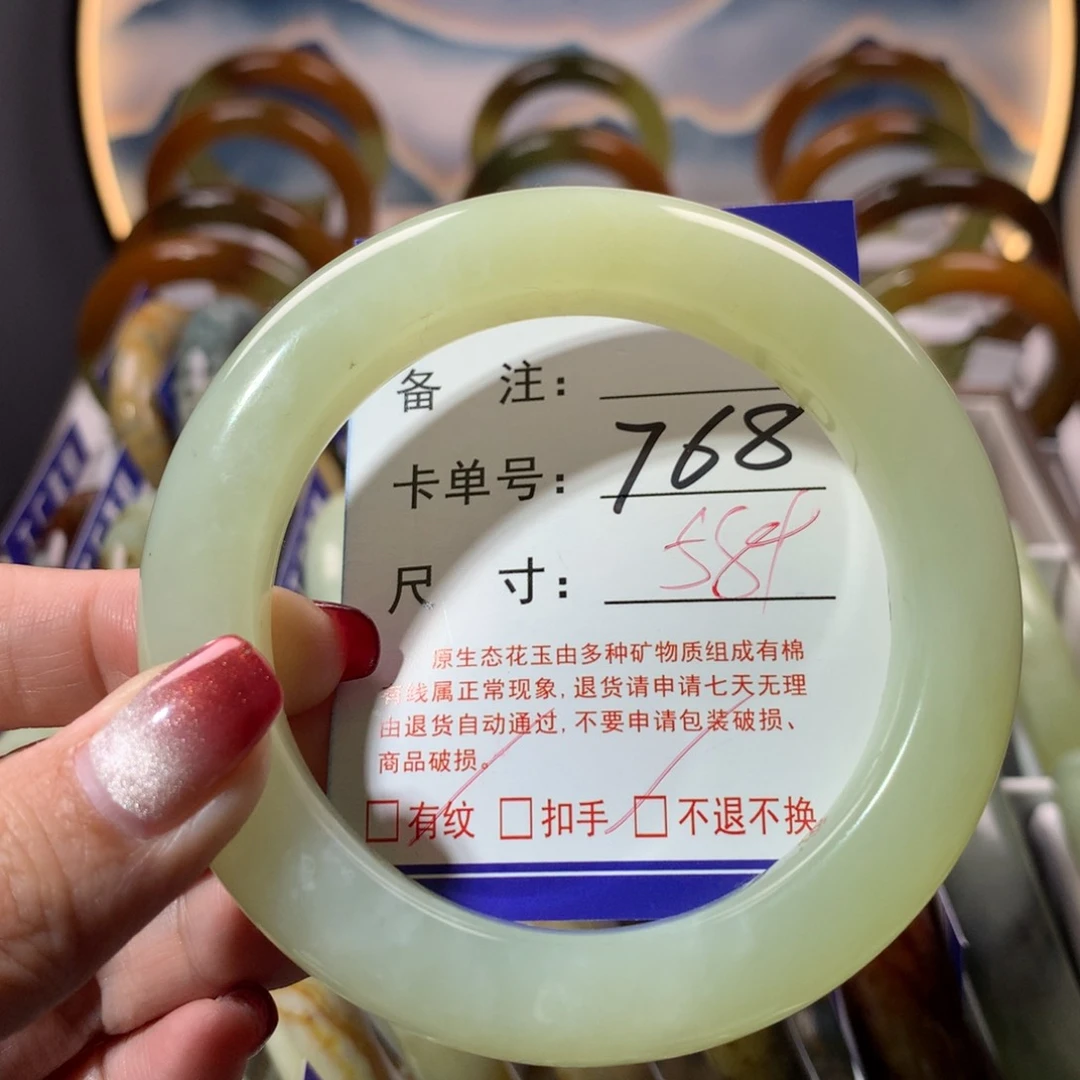 备 注:
卡单号: 768
尺 寸: 58
原生态花玉由多种矿物质组成有棉
有线属正常现象,退货请申请七天无理
由退货自动通过,不要申请包装破损、
商品破损。
□有纹 □扣手 □不退不换